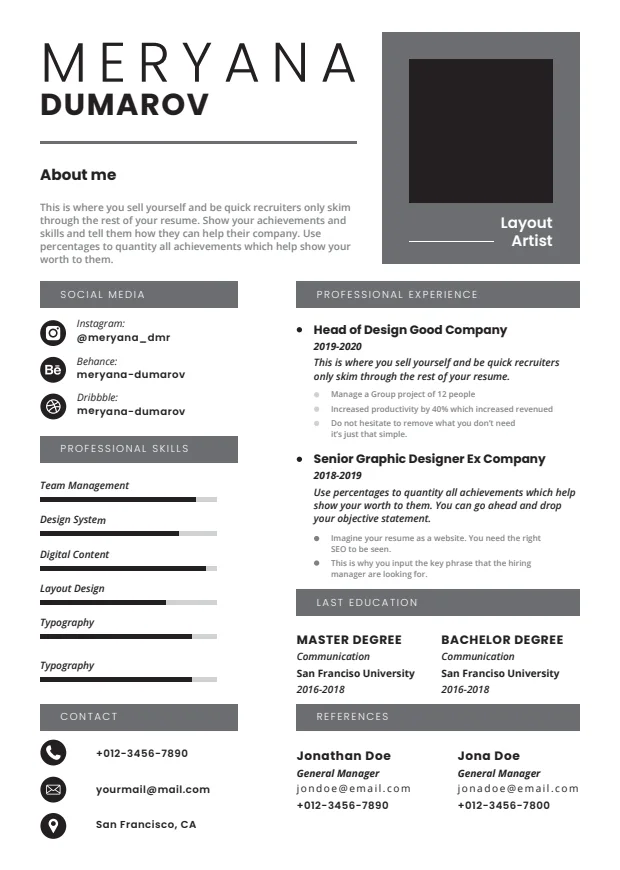 MERYANA
DUMAROV
About me
This is where you sell yourself and be quick recruiters only skim
through the rest of your resume. Show your achievements and
skills and tell them how they can help their company. Use
percentages to quantity all achievements which help show your
worth to them.
Layout
Artist
SOCIAL MEDIA
Instagram:
@meryana_dmr
Behance:
meryana-dumarov
Dribbble:
meryana-dumarov
PROFESSIONAL SKILLS
Team Management
Design System
Digital Content
Layout Design
Typography
Typography
CONTACT
+012-3456-7890
yourmail@mail.com
San Francisco, CA
PROFESSIONAL EXPERIENCE
Head of Design Good Company
2019-2020
This is where you sell yourself and be quick recruiters
only skim through the rest of your resume.
Manage a Group project of 12 people
Increased productivity by 40% which increased revenued
Do not hesitate to remove what you don't need
it's just that simple.
Senior Graphic Designer Ex Company
2018-2019
Use percentages to quantity all achievements which help
show your worth to them. You can go ahead and drop
your objective statement.
Imagine your resume as a website. You need the right
SEO to be seen.
This is why you input the key phrase that the hiring
manager are looking for.
LAST EDUCATION
MASTER DEGREE
Communication
San Franciso University
2016-2018
BACHELOR DEGREE
Communication
San Franciso University
2016-2018
REFERENCES
Jonathan Doe
General Manager
jondoe@email.com
+012-3456-7890
Jona Doe
General Manager
jonadoe@email.com
+012-3456-7800